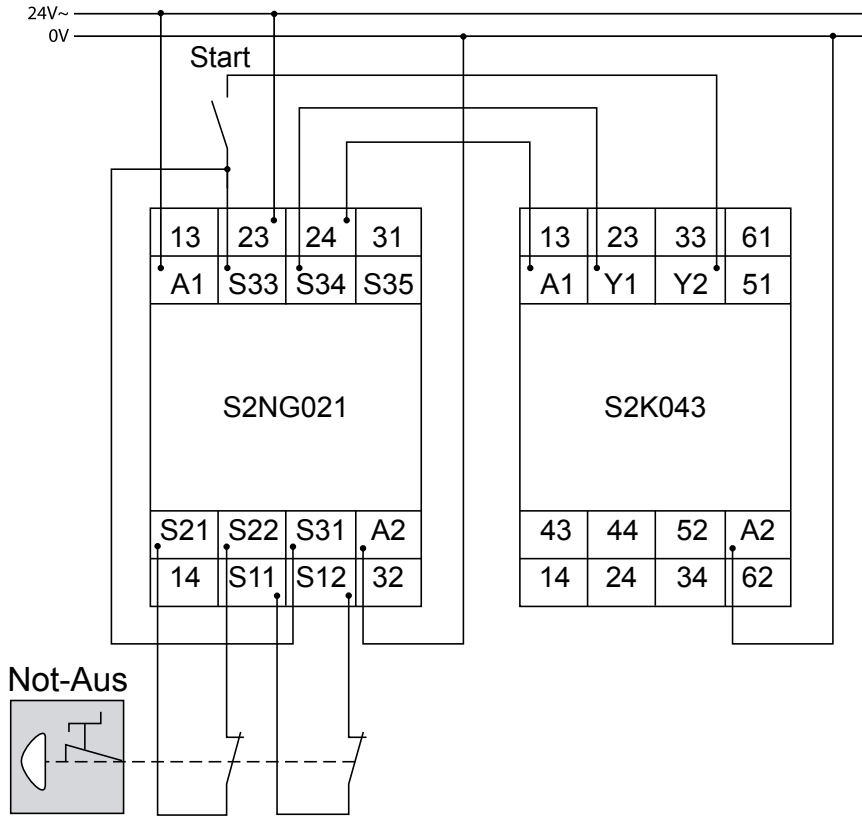 24V~
0V
Start
13 23 24 31
A1 S33 S34 S35
S2NG021
S21 S22 S31 A2
14 S11 S12 32
13 23 33 61
A1 Y1 Y2 51
S2K043
43 44 52 A2
14 24 34 62
Not-Aus